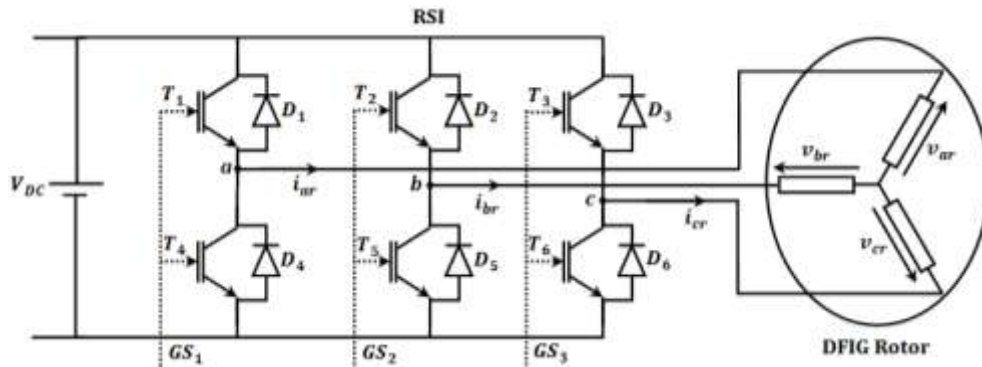 RSI
T1
D1
T2
D2
T3
D3
VDC
a
iar
b
ibr
c
icr
vbr
var
vcr
T4
D4
T5
D5
T6
D6
GS1
GS2
GS3
DFIG Rotor